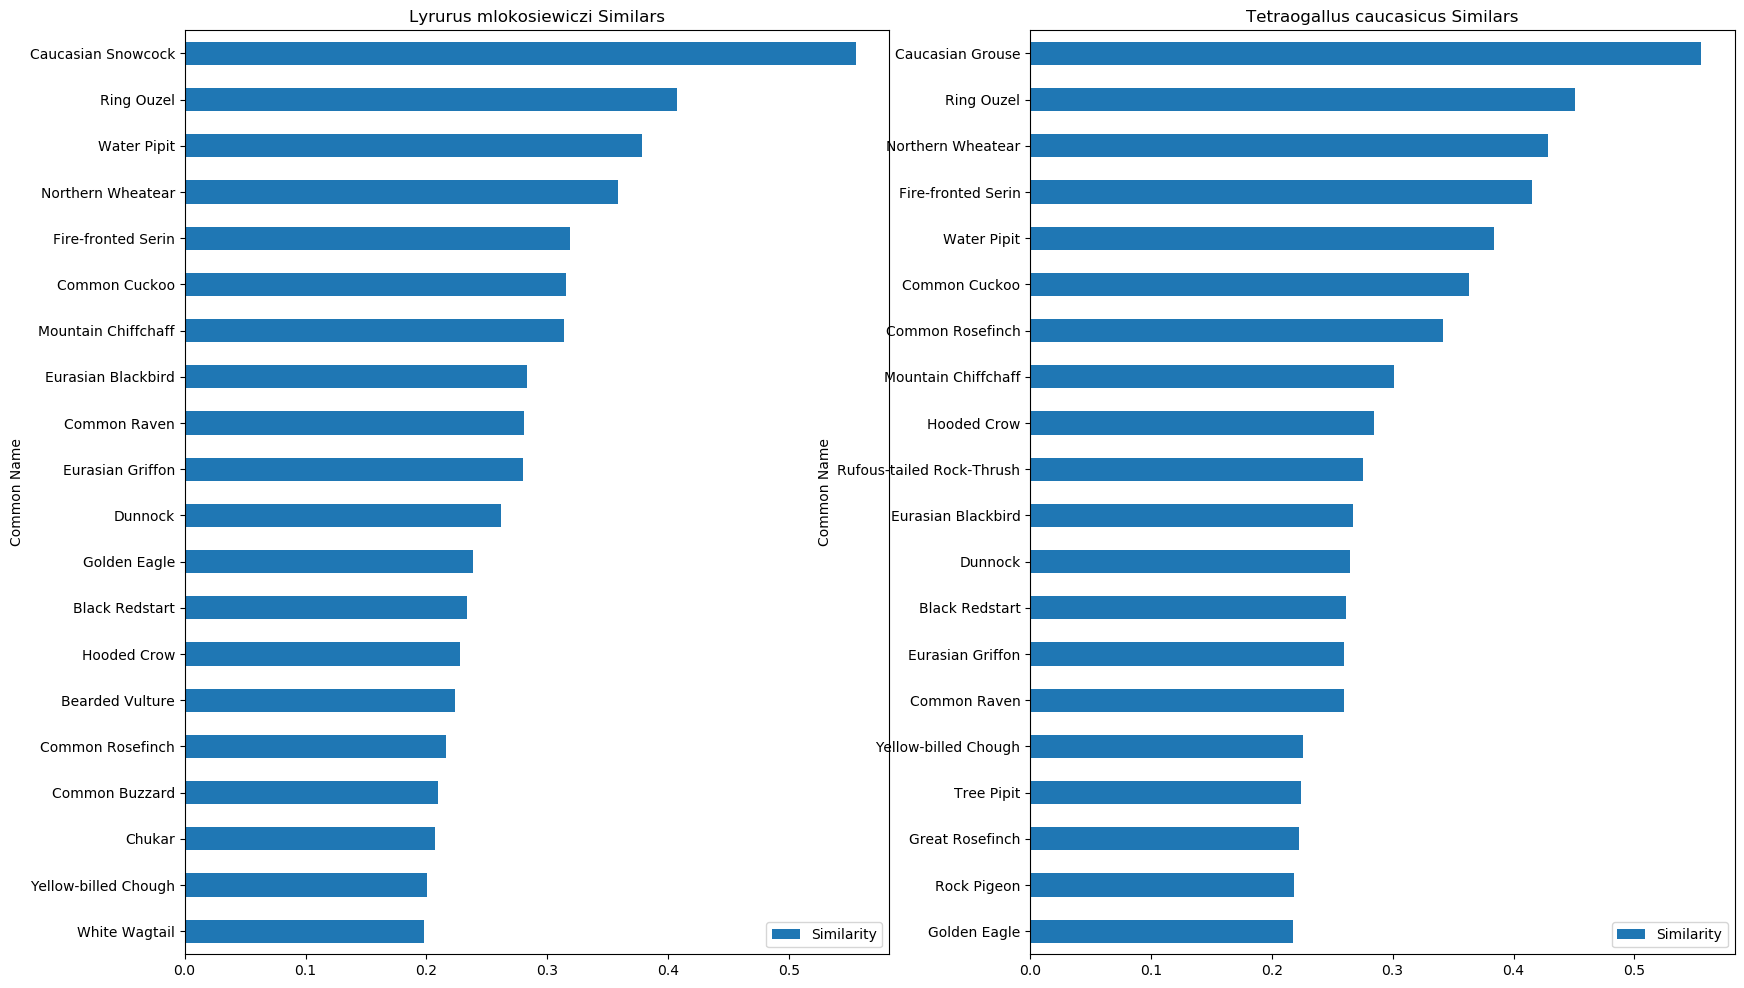 Lyrurus mlokosiewiczi Similars
Common Name
Caucasian Snowcock
Ring Ouzel
Water Pipit
Northern Wheatear
Fire-fronted Serin
Common Cuckoo
Mountain Chiffchaff
Eurasian Blackbird
Common Raven
Eurasian Griffon
Dunnock
Golden Eagle
Black Redstart
Hooded Crow
Bearded Vulture
Common Rosefinch
Common Buzzard
Chukar
Yellow-billed Chough
White Wagtail
Similarity
0.0 0.1 0.2 0.3 0.4 0.5
Tetraogallus caucasicus Similars
Common Name
Caucasian Grouse
Ring Ouzel
Northern Wheatear
Fire-fronted Serin
Water Pipit
Common Cuckoo
Common Rosefinch
Mountain Chiffchaff
Hooded Crow
Rufous-tailed Rock-Thrush
Eurasian Blackbird
Dunnock
Black Redstart
Eurasian Griffon
Common Raven
Yellow-billed Chough
Tree Pipit
Great Rosefinch
Rock Pigeon
Golden Eagle
Similarity
0.0 0.1 0.2 0.3 0.4 0.5